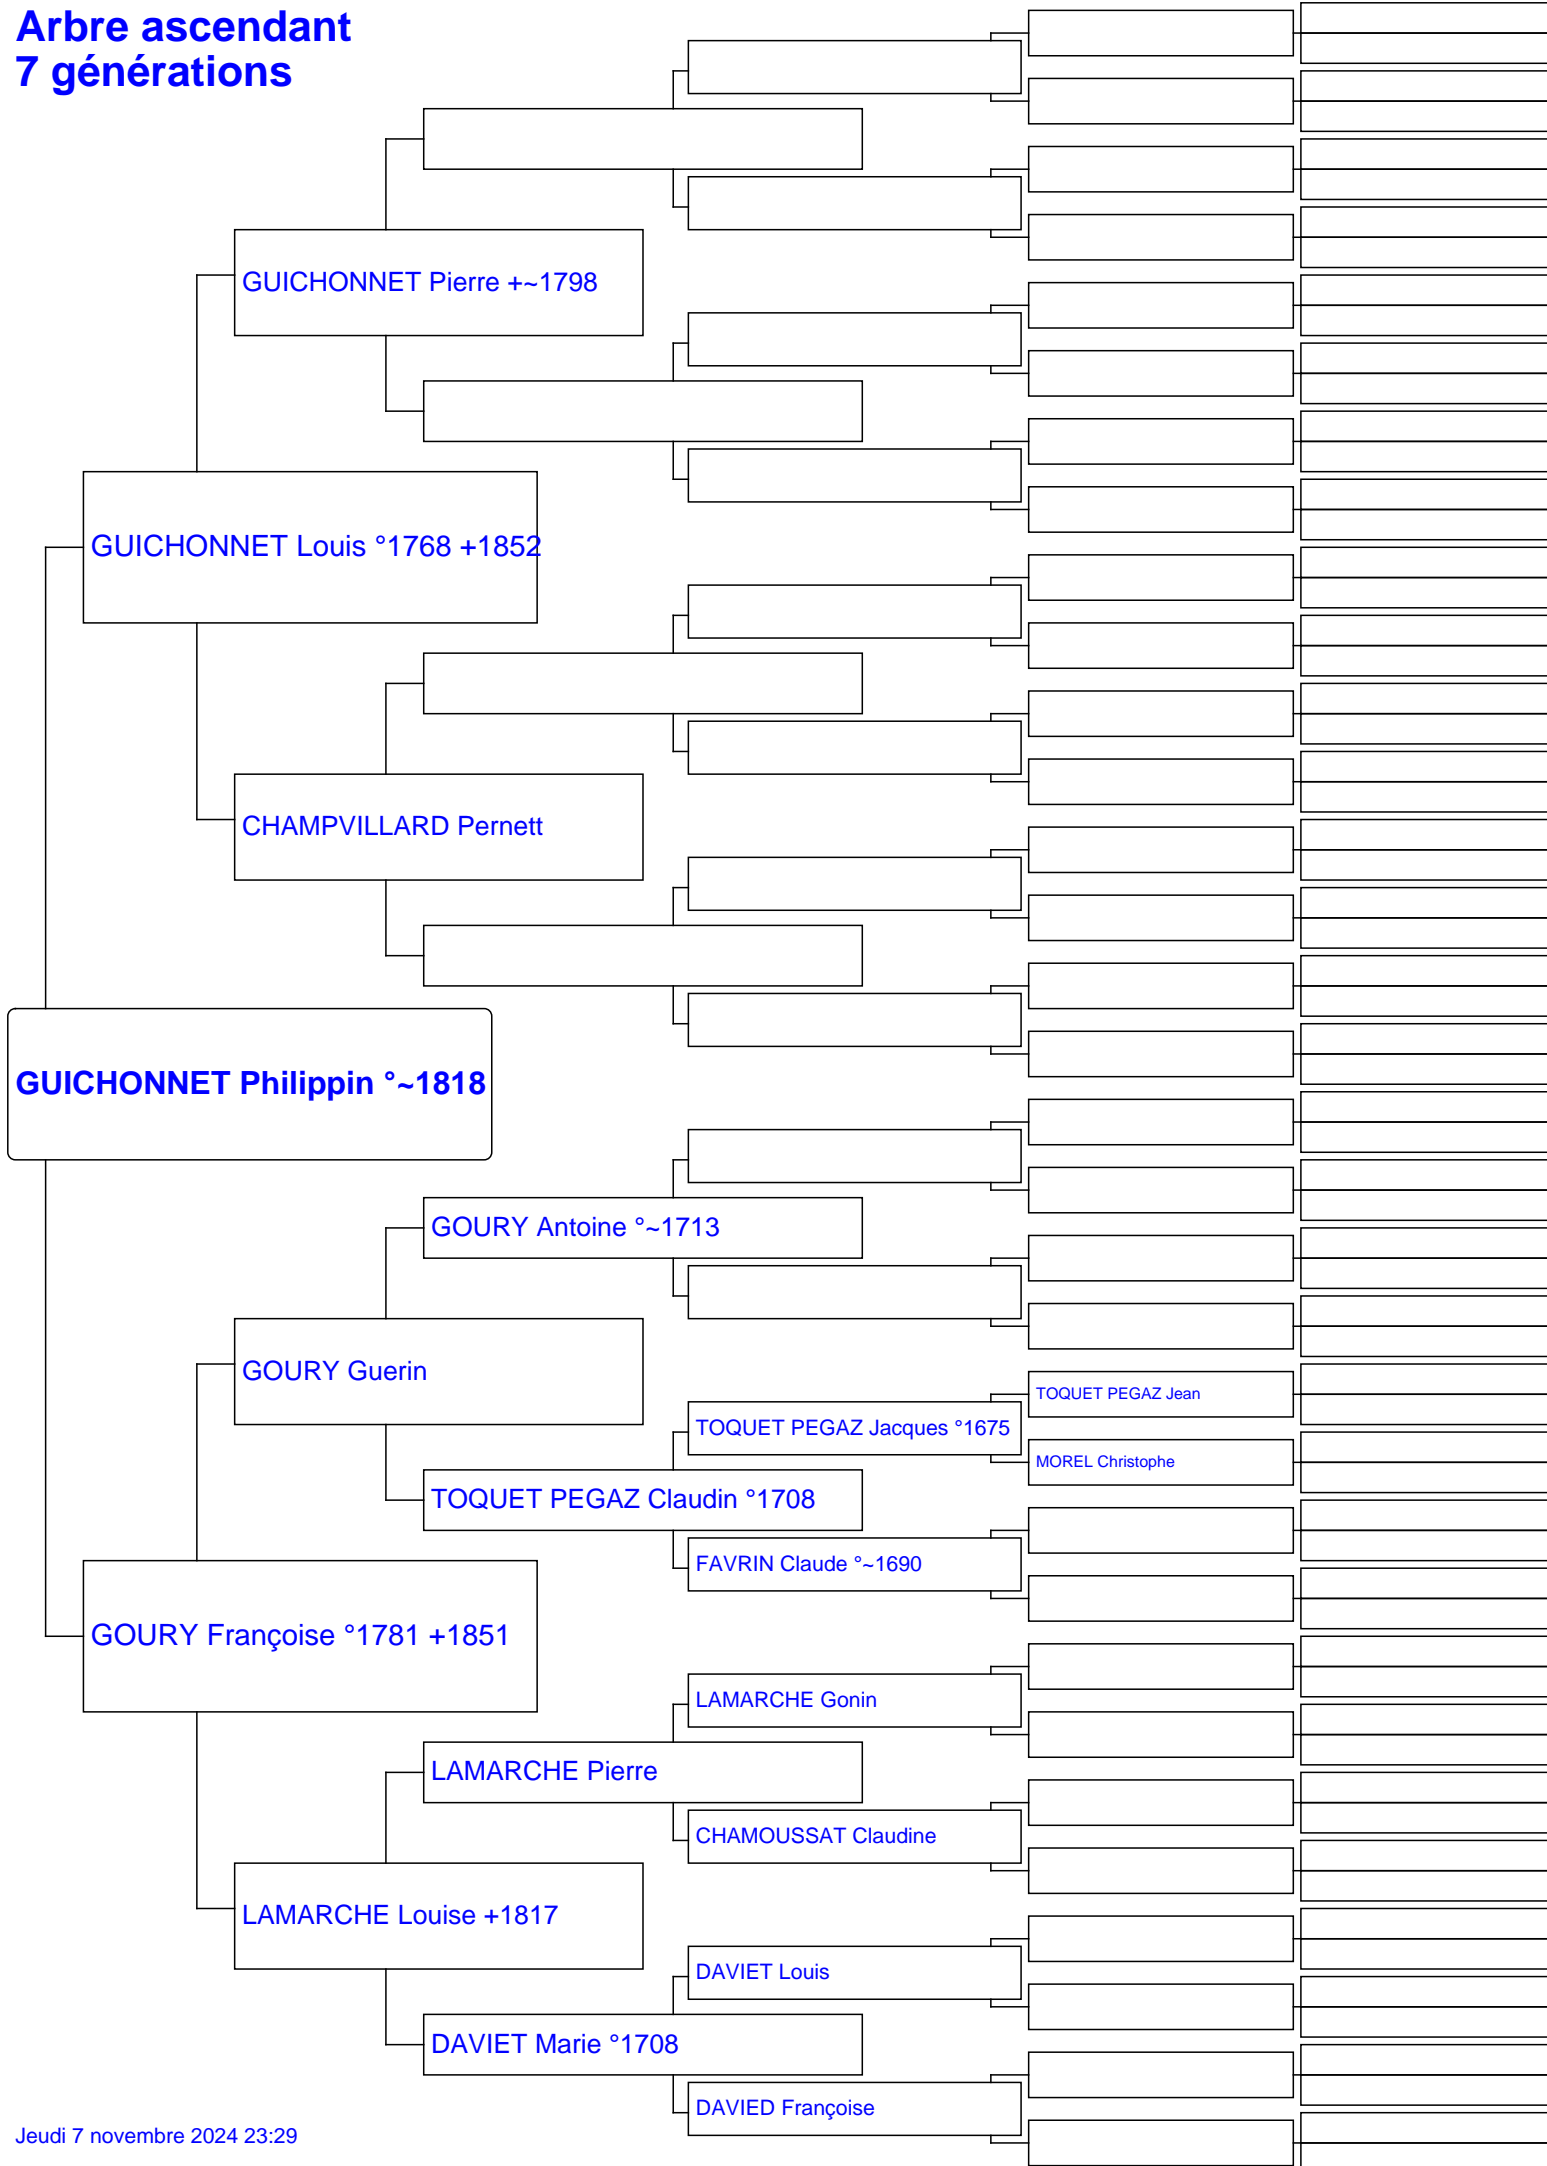 Arbre ascendant
7 générations
GUICHONNET Pierre +~1798
GUICHONNET Louis °1768 +1852
CHAMPVILLARD Pernett
GUICHONNET Philippin °~1818
GOURY Antoine °~1713
GOURY Guerin
TOQUET PEGAZ Jean
TOQUET PEGAZ Jacques °1675
MOREL Christophe
TOQUET PEGAZ Claudin °1708
FAVRIN Claude °~1690
GOURY Françoise °1781 +1851
LAMARCHE Gonin
LAMARCHE Pierre
CHAMOUSSAT Claudine
LAMARCHE Louise +1817
DAVIET Louis
DAVIET Marie °1708
DAVIED Françoise
Jeudi 7 novembre 2024 23:29